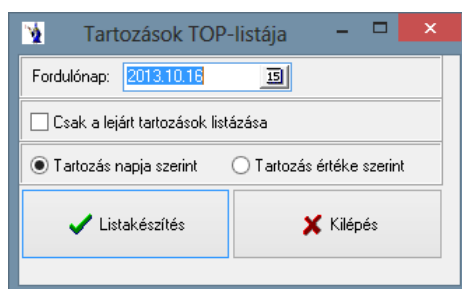 Tartozások TOP-listája
Fordulónap: 2013.10.16 15
Csak a lejárt tartozások listázása
Tartozás napja szerint Tartozás értéke szerint
Listakészítés Kilépés